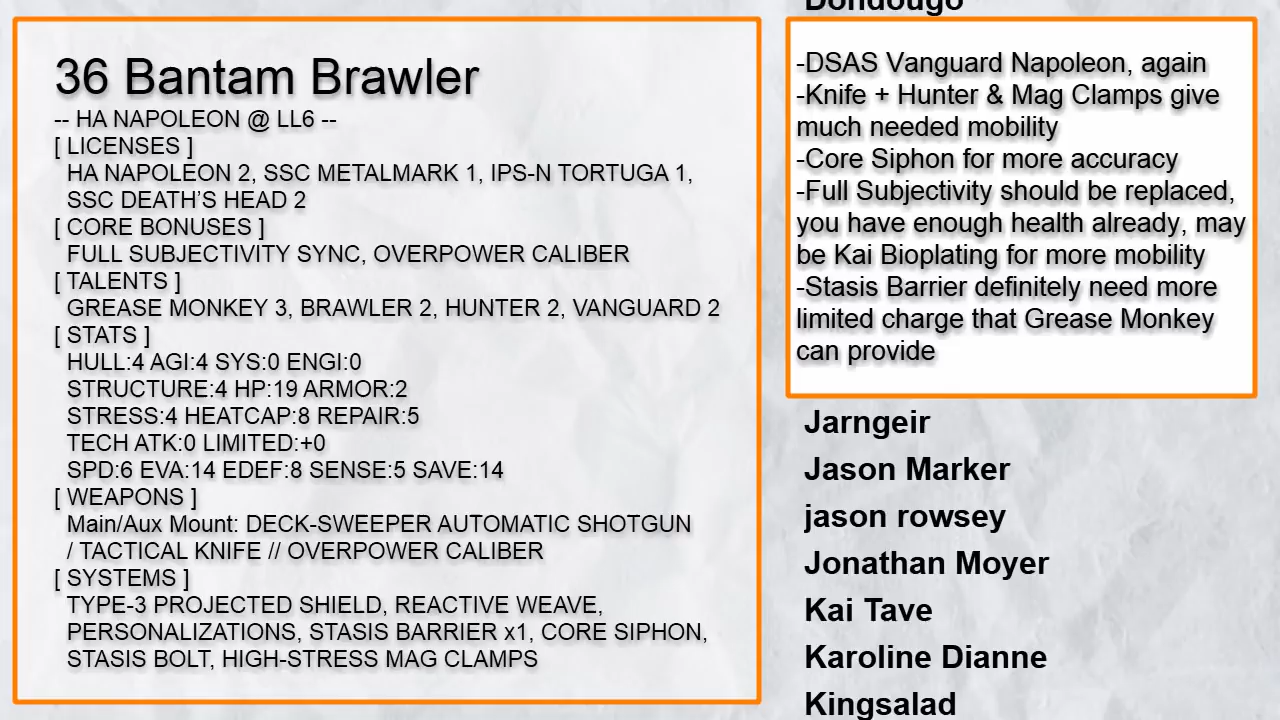 36 Bantam Brawler
-- HA NAPOLEON @ LL6 --
[ LICENSES ]
HA NAPOLEON 2, SSC METALMARK 1, IPS-N TORTUGA 1,
SSC DEATH'S HEAD 2
[ CORE BONUSES ]
FULL SUBJECTIVITY SYNC, OVERPOWER CALIBER
[ TALENTS ]
GREASE MONKEY 3, BRAWLER 2, HUNTER 2, VANGUARD 2
[ STATS ]
HULL:4 AGI:4 SYS:0 ENGI:0
STRUCTURE:4 HP:19 ARMOR:2
STRESS:4 HEATCAP:8 REPAIR:5
TECH ATK:0 LIMITED:+0
SPD:6 EVA:14 EDEF:8 SENSE:5 SAVE:14
[ WEAPONS ]
Main/Aux Mount: DECK-SWEEPER AUTOMATIC SHOTGUN
/ TACTICAL KNIFE // OVERPOWER CALIBER
[ SYSTEMS ]
TYPE-3 PROJECTED SHIELD, REACTIVE WEAVE,
PERSONALIZATIONS, STASIS BARRIER x1, CORE SIPHON,
STASIS BOLT, HIGH-STRESS MAG CLAMPS
Dondougo
-DSAS Vanguard Napoleon, again
-Knife + Hunter & Mag Clamps give
much needed mobility
-Core Siphon for more accuracy
-Full Subjectivity should be replaced,
you have enough health already, may
be Kai Bioplating for more mobility
-Stasis Barrier definitely need more
limited charge that Grease Monkey
can provide
Jarngeir
Jason Marker
jason rowsey
Jonathan Moyer
Kai Tave
Karoline Dianne
Kingsalad